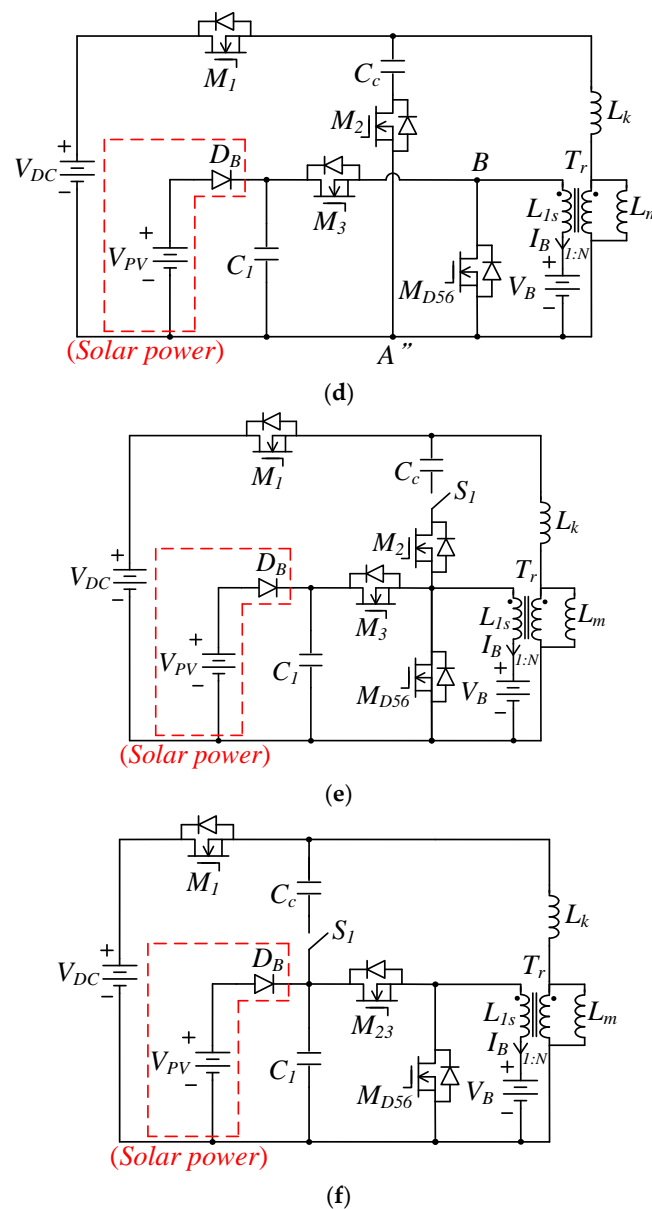 M1
Cc
Lk
M2
+
VDC
−
DB
B
Tr
M3
L1s
Lm
IB
1:N
+
VPV
−
C1
MD56
+
VB
−
(Solar power)
A”
(d)
M1
Cc
S1
Lk
M2
+
VDC
−
DB
Tr
M3
L1s
Lm
IB
1:N
+
VPV
−
C1
MD56
+
VB
−
(Solar power)
(e)
M1
Cc
Lk
S1
+
VDC
−
DB
Tr
M23
L1s
Lm
IB
1:N
+
VPV
−
C1
MD56
+
VB
−
(Solar power)
(f)